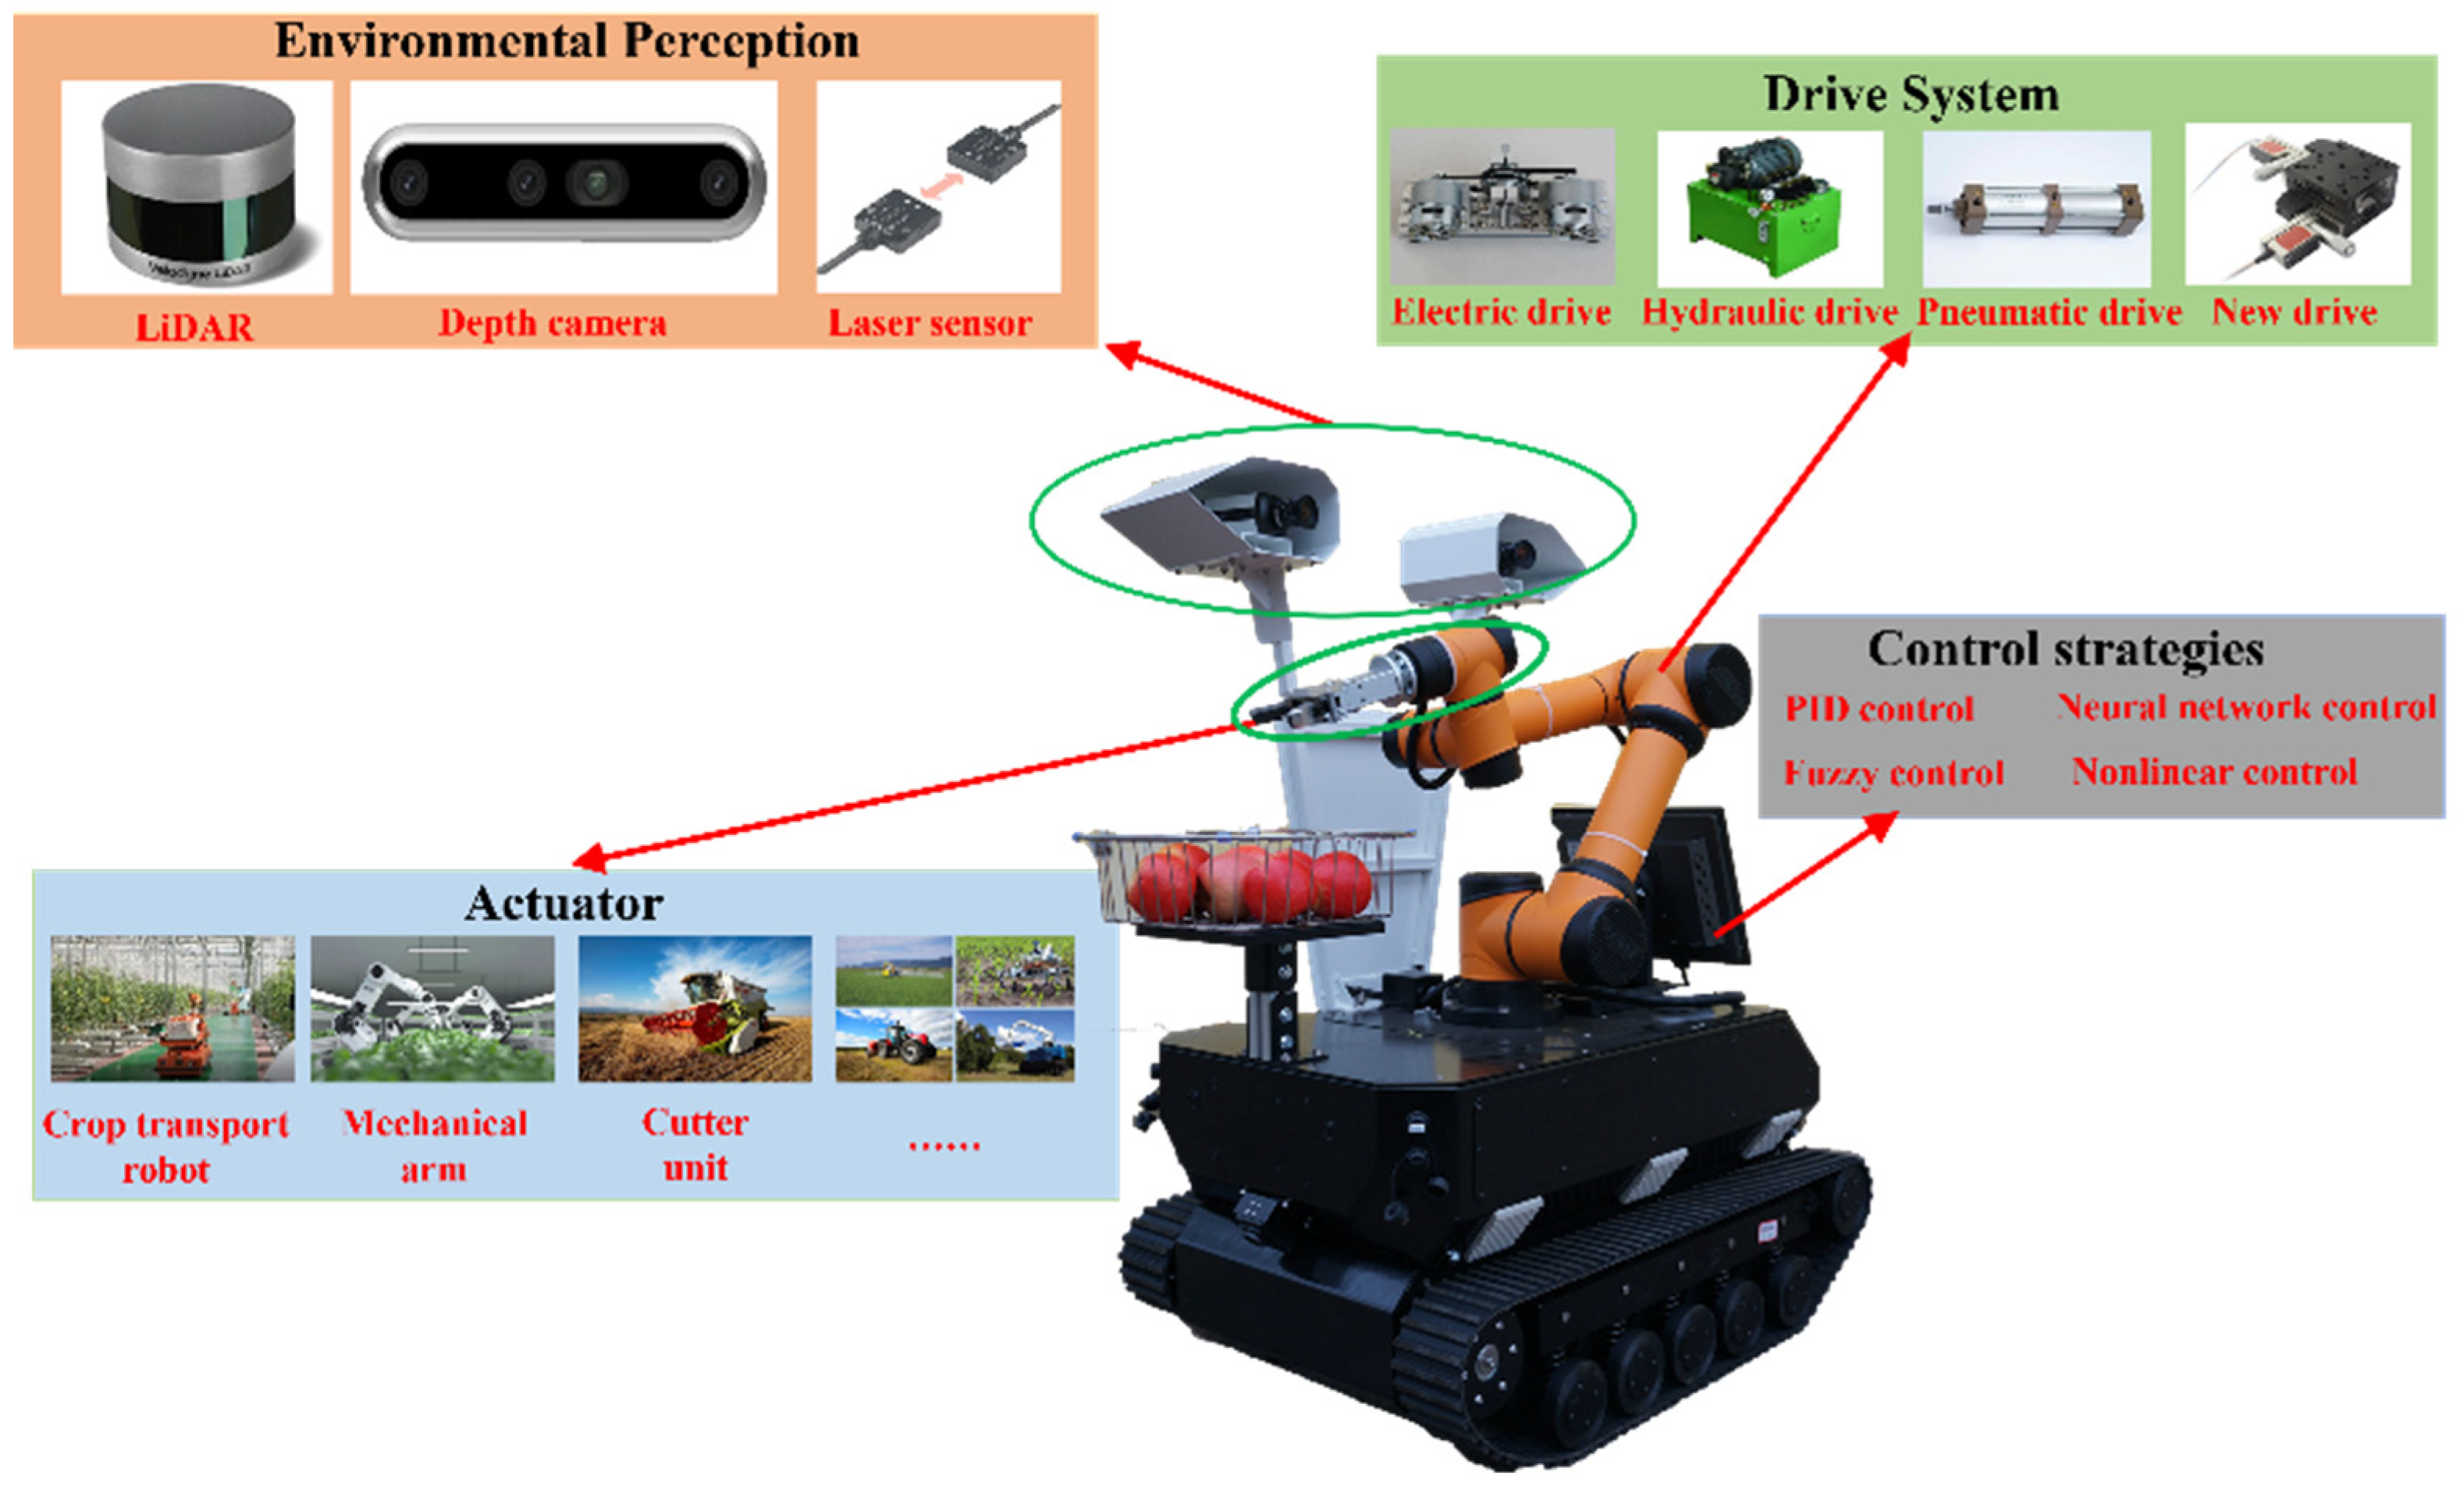 Environmental Perception
LiDAR
Depth camera
Laser sensor
Drive System
Electric drive
Hydraulic drive
Pneumatic drive
New drive
Control strategies
PID control
Neural network control
Fuzzy control
Nonlinear control
Actuator
Crop transport
robot
Mechanical
arm
Cutter
unit
......
Velodyne LiDAR